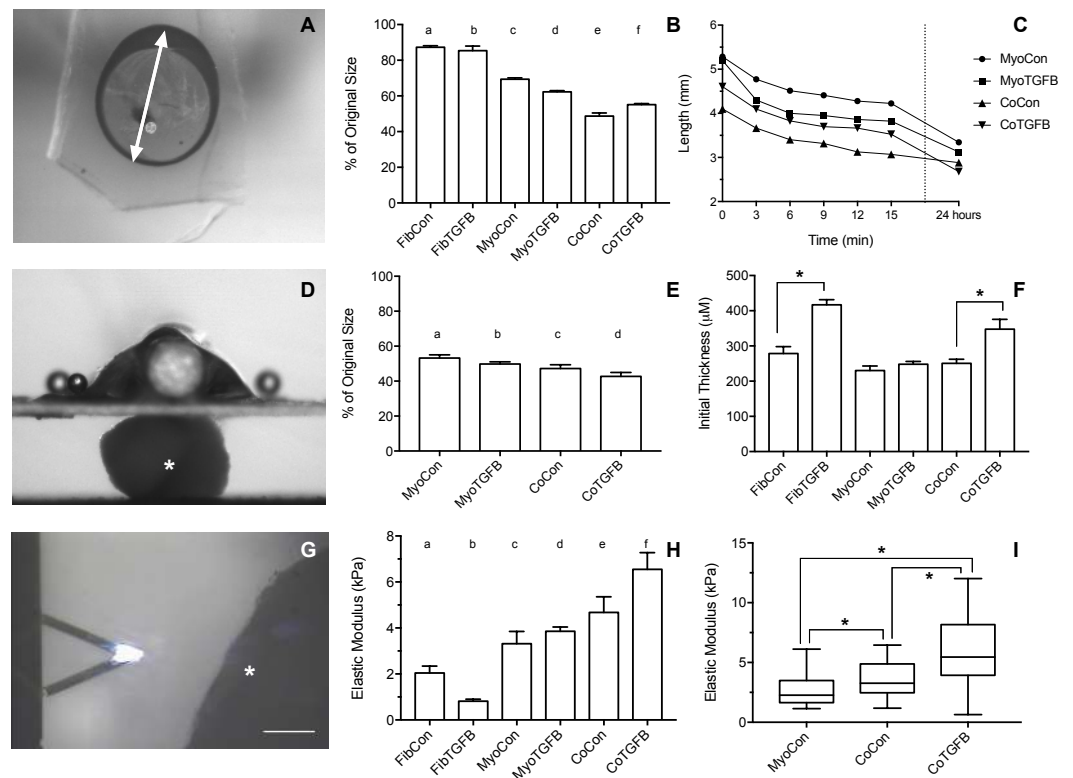 A
B
% of Original Size
100
80
60
40
20
0
a b c d e f
FibCon
FibTGFB
MyoCon
MyoTGFB
CoCon
CoTGFB
C
Length (mm)
6
5
4
3
2
0 3 6 9 12 15 24 hours
Time (min)
MyoCon
MyoTGFB
CoCon
CoTGFB
D
*
E
% of Original Size
100
80
60
40
20
0
a b c d
MyoCon
MyoTGFB
CoCon
CoTGFB
F
Initial Thickness (μM)
500
400
300
200
100
0
* *
FibCon
FibTGFB
MyoCon
MyoTGFB
CoCon
CoTGFB
G
*
H
Elastic Modulus (kPa)
8
6
4
2
0
a b c d e f
FibCon
FibTGFB
MyoCon
MyoTGFB
CoCon
CoTGFB
I
Elastic Modulus (kPa)
15
10
5
0
*
*
*
MyoCon
CoCon
CoTGFB